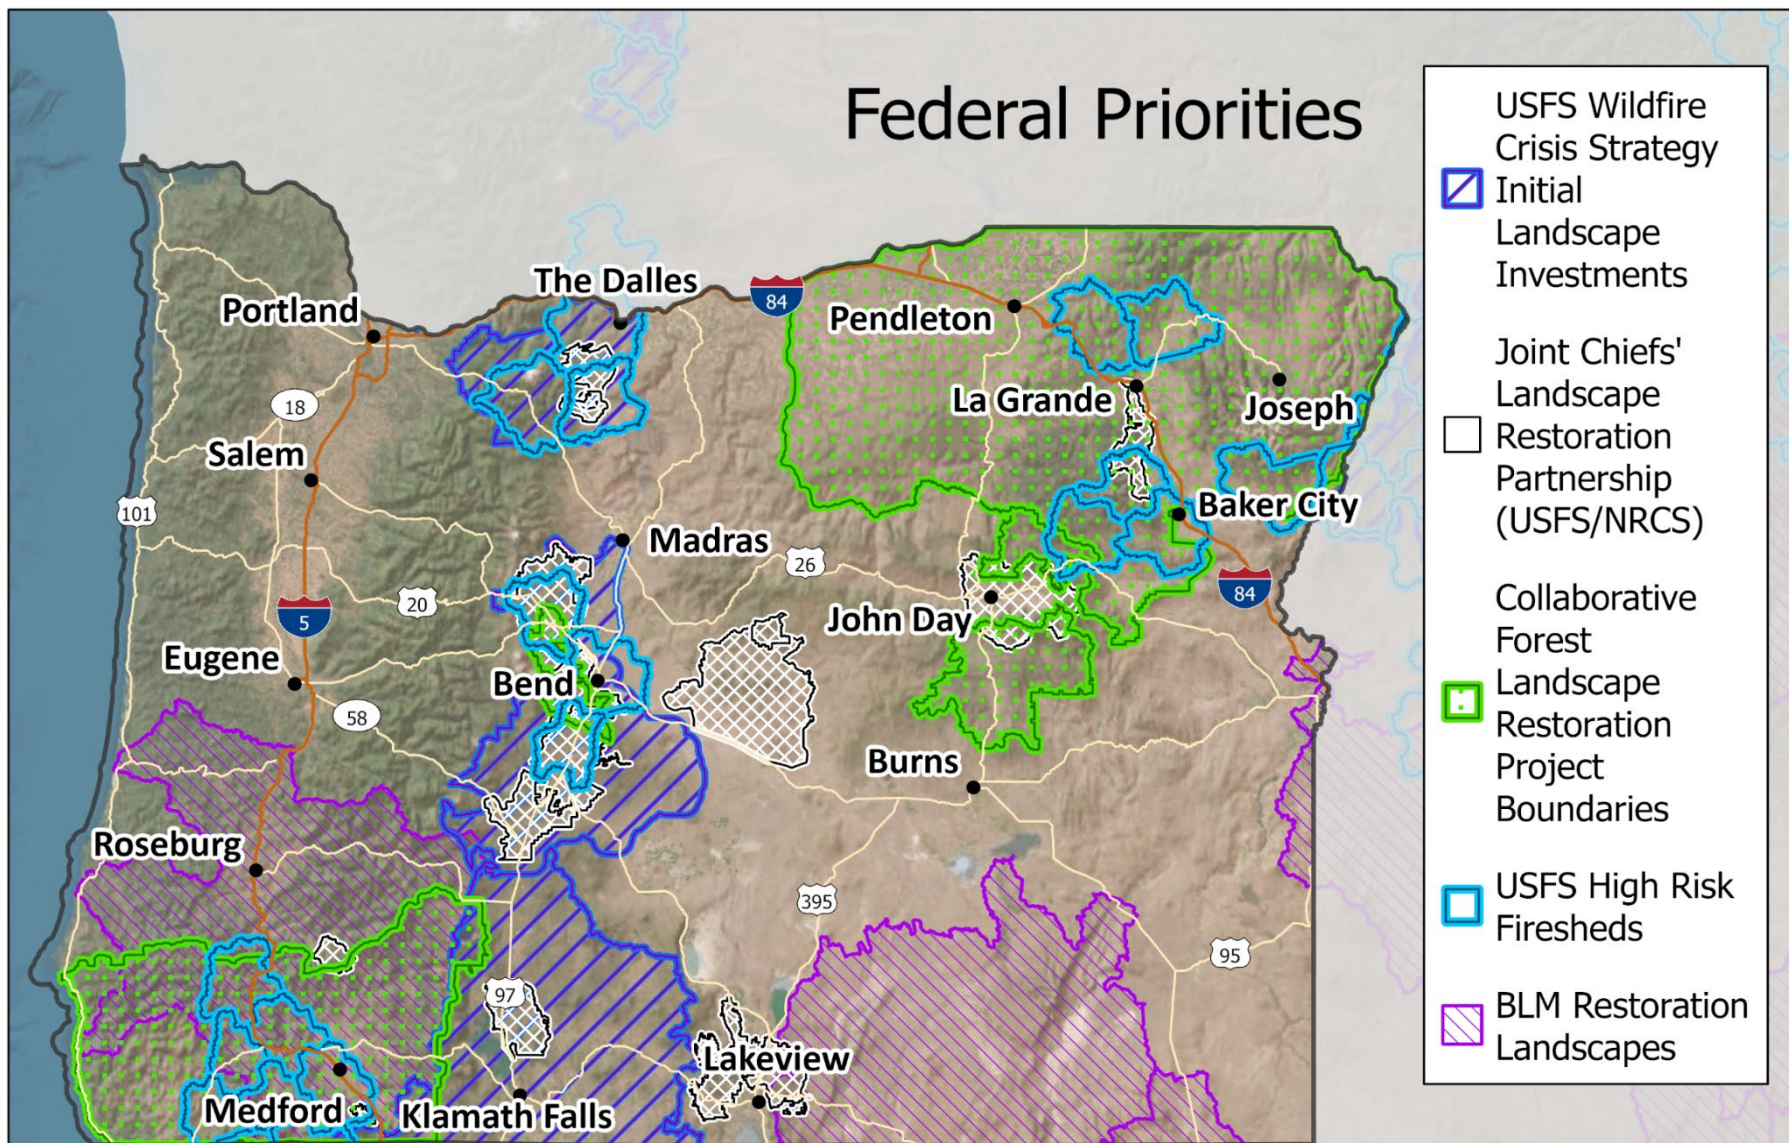 Federal Priorities
The Dalles
84
Portland
Pendleton
La Grande
Joseph
18
Salem
101
Baker City
Madras
26
20
84
5
John Day
Eugene
Bend
58
Burns
Roseburg
395
95
97
Lakeview
Medford
Klamath Falls
USFS Wildfire
Crisis Strategy
Initial
Landscape
Investments
Joint Chiefs'
Landscape
Restoration
Partnership
(USFS/NRCS)
Collaborative
Forest
Landscape
Restoration
Project
Boundaries
USFS High Risk
Firesheds
BLM Restoration
Landscapes